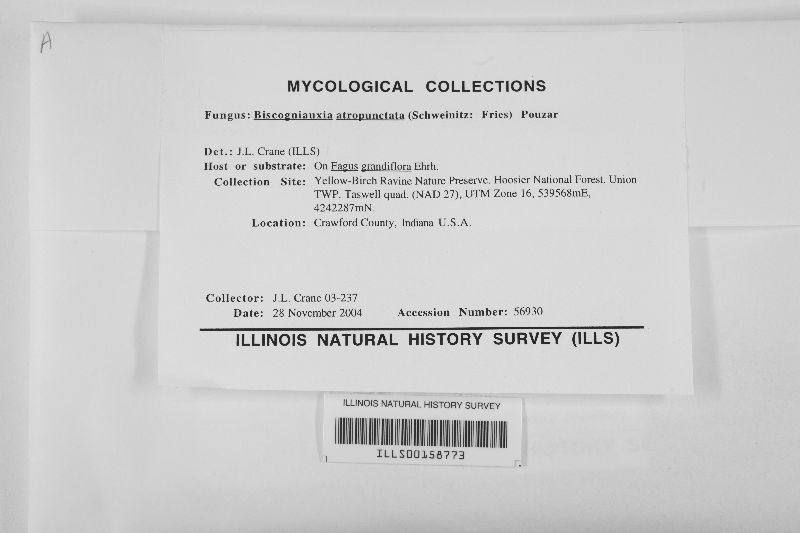 A
MYCOLOGICAL COLLECTIONS
Fungus: Biscogniauxia atropunctata (Schweinitz: Fries) Pouzar
Det.: J.L. Crane (ILLS)
Host or substrate: On Fagus grandiflora Ehrh.
Collection Site: Yellow-Birch Ravine Nature Preserve. Hoosier National Forest. Union
TWP. Taswell quad. (NAD 27), UTM Zone 16, 539568mE,
4242287mN.
Location: Crawford County, Indiana U.S.A.
Collector: J.L. Crane 03-237
Date: 28 November 2004 Accession Number: 56930
ILLINOIS NATURAL HISTORY SURVEY (ILLS)
ILLINOIS NATURAL HISTORY SURVEY
ILLS00158773